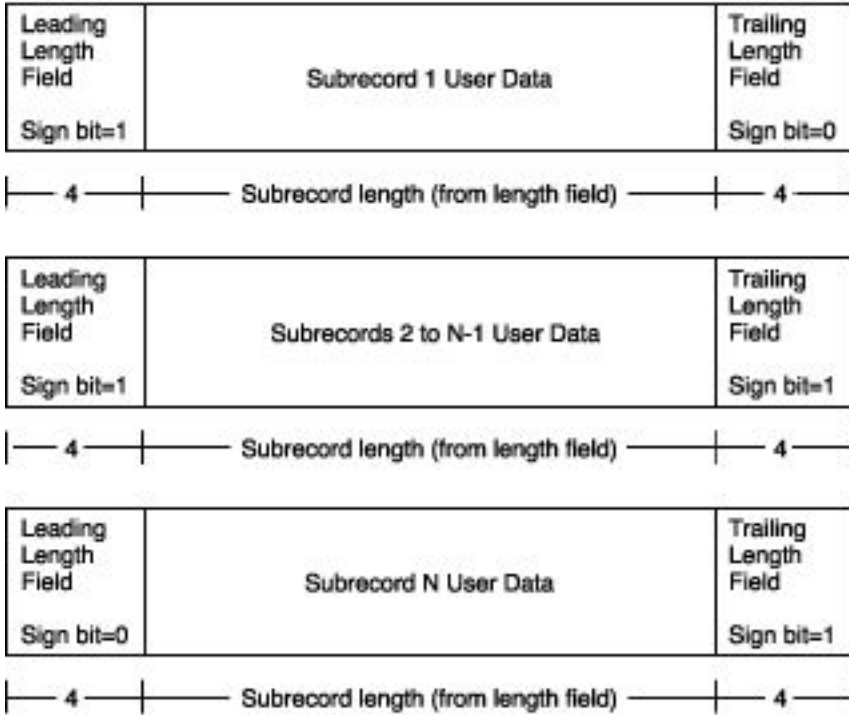 Leading
Length
Field
Sign bit=1
Subrecord 1 User Data
Trailing
Length
Field
Sign bit=0
4
Subrecord length (from length field)
4
Leading
Length
Field
Sign bit=1
Subrecords 2 to N-1 User Data
Trailing
Length
Field
Sign bit=1
4
Subrecord length (from length field)
4
Leading
Length
Field
Sign bit=0
Subrecord N User Data
Trailing
Length
Field
Sign bit=1
4
Subrecord length (from length field)
4